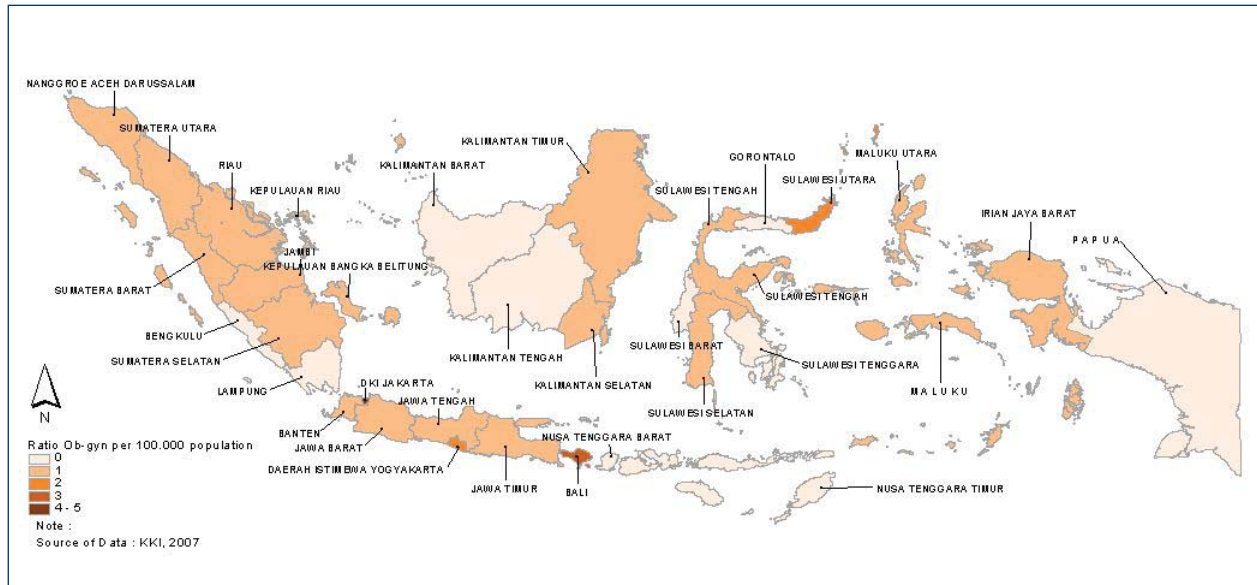 NANGGROE ACEH DARUSSALAM
SUMATERA UTARA
RIAU
KEPULAUAN RIAU
KALIMANTAN BARAT
KALIMANTAN TIMUR
GORONTALO
MALUKU UTARA
SULAWESI TENGAH
SULAWESI UTARA
IRIAN JAYA BARAT
PAPUA
JAMBI
KEPULAUAN BANGKA BELITUNG
SUMATERA BARAT
SULAWESI TENGAH
BENGKULU
SUMATERA SELATAN
KALIMANTAN TENGAH
SULAWESI BARAT
SULAWESI TENGGARA
LAMPUNG
DKI JAKARTA
KALIMANTAN SELATAN
MALUKU
JAWA TENGAH
SULAWESI SELATAN
BANTEN
JAWA BARAT
NUSA TENGGARA BARAT
DAERAH ISTIMEWA YOGYAKARTA
JAWA TIMUR
BALI
NUSA TENGGARA TIMUR
N
Ratio Ob-gyn per 100.000 population
0
1
2
3
4 - 5
Note :
Source of Data : KKI, 2007